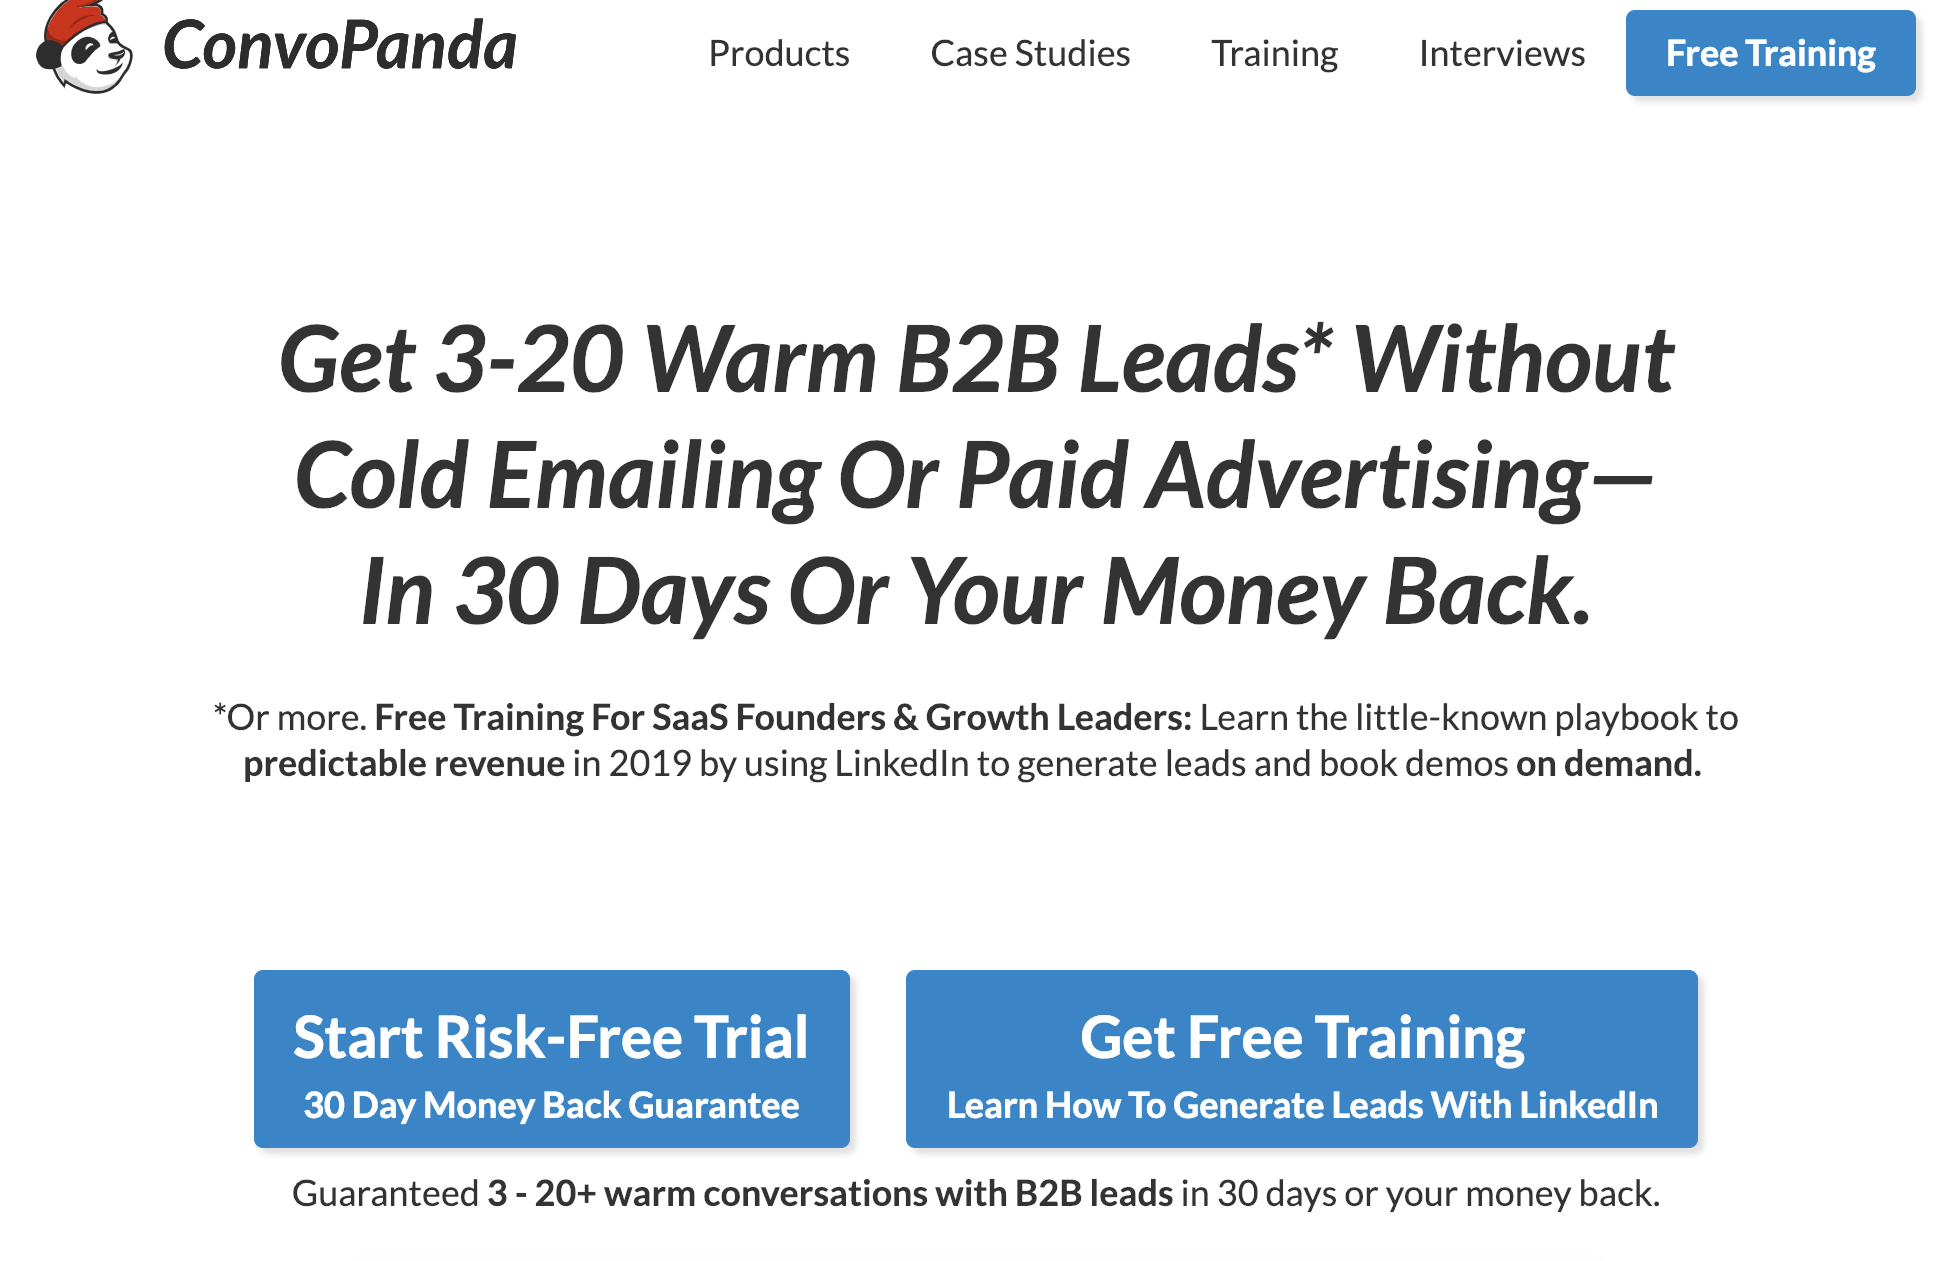 ConvoPanda
Products
Case Studies
Training
Interviews
Free Training
Get 3-20 Warm B2B Leads* Without
Cold Emailing Or Paid Advertising—
In 30 Days Or Your Money Back.
*Or more. Free Training For SaaS Founders & Growth Leaders: Learn the little-known playbook to
predictable revenue in 2019 by using LinkedIn to generate leads and book demos on demand.
Start Risk-Free Trial
30 Day Money Back Guarantee
Get Free Training
Learn How To Generate Leads With LinkedIn
Guaranteed 3 - 20+ warm conversations with B2B leads in 30 days or your money back.